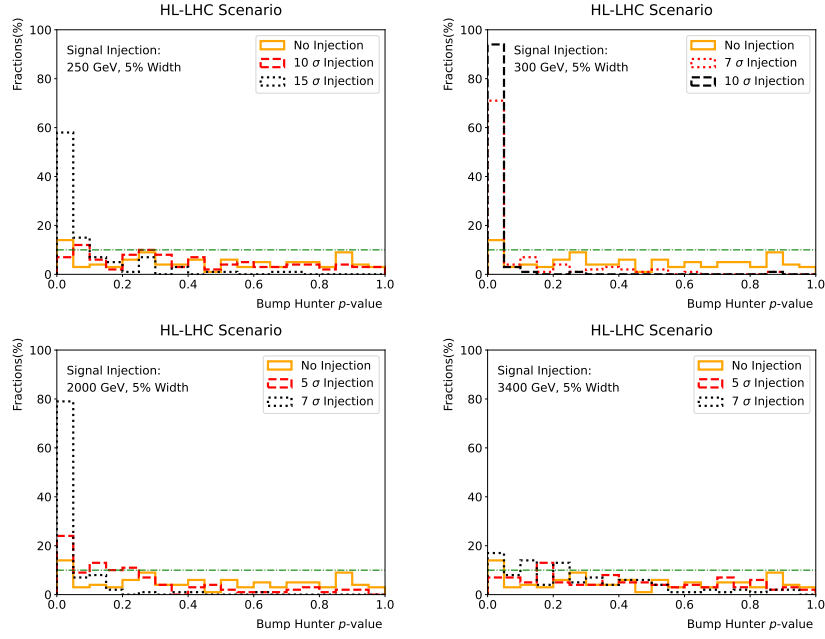 HL-LHC Scenario
Fractions(%)
Signal Injection:
250 GeV, 5% Width
No Injection
10 σ Injection
15 σ Injection
100
80
60
40
20
0
0.0 0.2 0.4 0.6 0.8 1.0
Bump Hunter p-value
HL-LHC Scenario
Fractions(%)
Signal Injection:
300 GeV, 5% Width
No Injection
7 σ Injection
10 σ Injection
100
80
60
40
20
0
0.0 0.2 0.4 0.6 0.8 1.0
Bump Hunter p-value
HL-LHC Scenario
Fractions(%)
Signal Injection:
2000 GeV, 5% Width
No Injection
5 σ Injection
7 σ Injection
100
80
60
40
20
0
0.0 0.2 0.4 0.6 0.8 1.0
Bump Hunter p-value
HL-LHC Scenario
Fractions(%)
Signal Injection:
3400 GeV, 5% Width
No Injection
5 σ Injection
7 σ Injection
100
80
60
40
20
0
0.0 0.2 0.4 0.6 0.8 1.0
Bump Hunter p-value